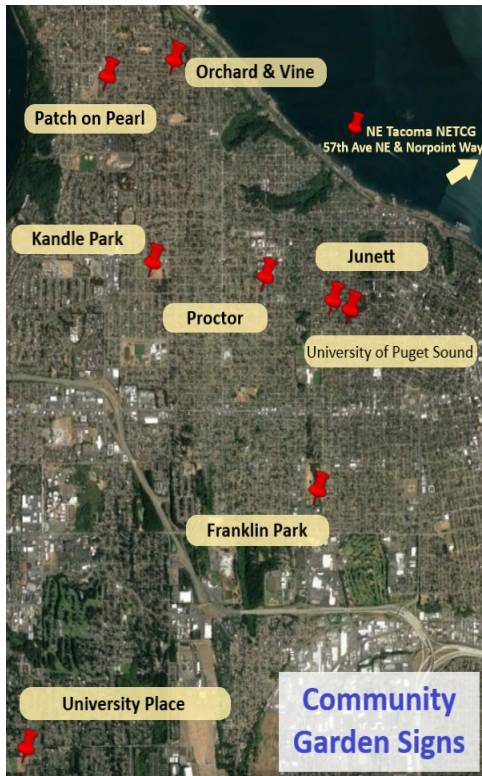 Orchard & Vine
Patch on Pearl
NE Tacoma NETCG
57th Ave NE & Norpoint Way
Kandle Park
Junett
Proctor
University of Puget Sound
Franklin Park
University Place
Community
Garden Signs